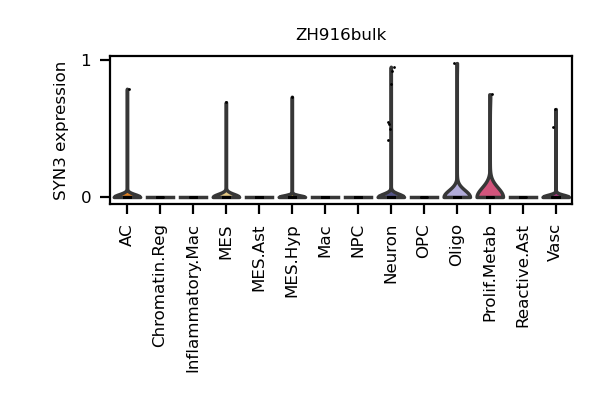 ZH916bulk
SYN3 expression
1
0
AC
Chromatin.Reg
Inflammatory.Mac
MES
MES.Ast
MES.Hyp
Mac
NPC
Neuron
OPC
Oligo
Prolif.Metab
Reactive.Ast
Vasc